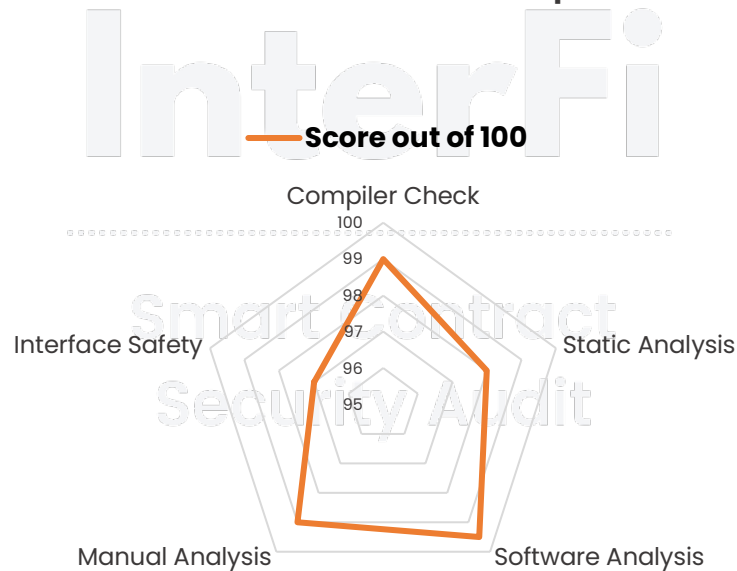 InterFi
Score out of 100
Compiler Check
100
99
98
Smart Contract
97
Interface Safety
Static Analysis
96
Security Audit
95
Manual Analysis
Software Analysis